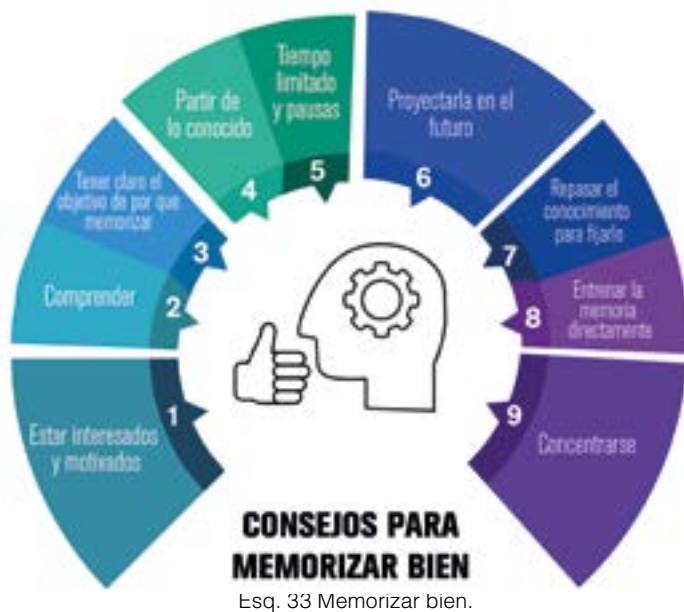 1
Estar interesados
y motivados
2
Comprender
3
Tener claro el
objetivo de por que
memorizar
4
Partir de
lo conocido
5
Tiempo
limitado
y pausas
6
Proyectarla en el
futuro
7
Repasar el
conocimiento
para fijarlo
8
Entrenar la
memoria
directamente
9
Concentrarse
CONSEJOS PARA
MEMORIZAR BIEN
Esq. 33 Memorizar bien.